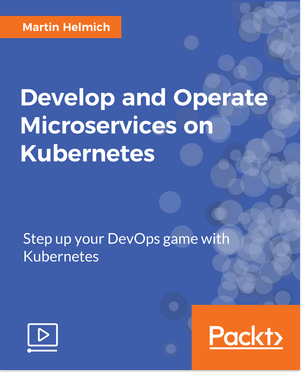 Martin Helmich
Develop and Operate
Microservices on
Kubernetes
Step up your DevOps game with
Kubernetes
Packt>